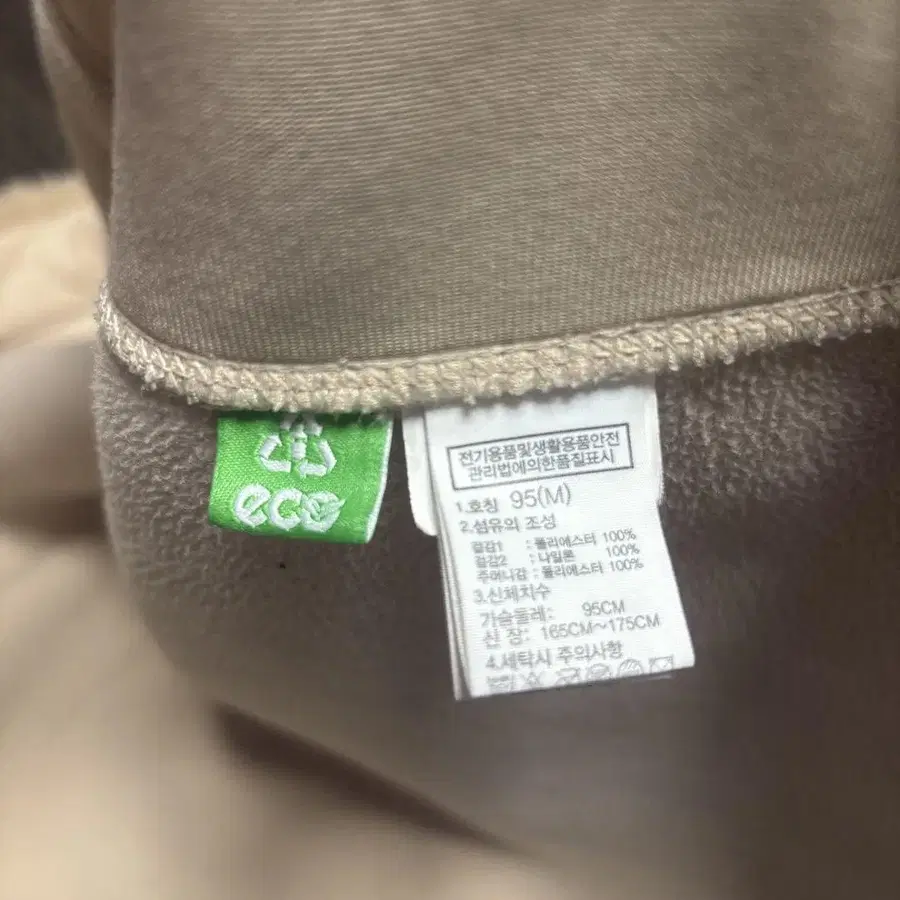 eco
전기용품및생활용품안전
관리법에의한품질표시
1.호칭 95(M)
2.섬유의 조성
겉감1 : 폴리에스터 100%
겉감2 : 나일론 100%
주머니감 : 폴리에스터 100%
3.신체치수
가슴둘레: 95CM
신 장: 165CM~175CM
4.세탁시 주의사항